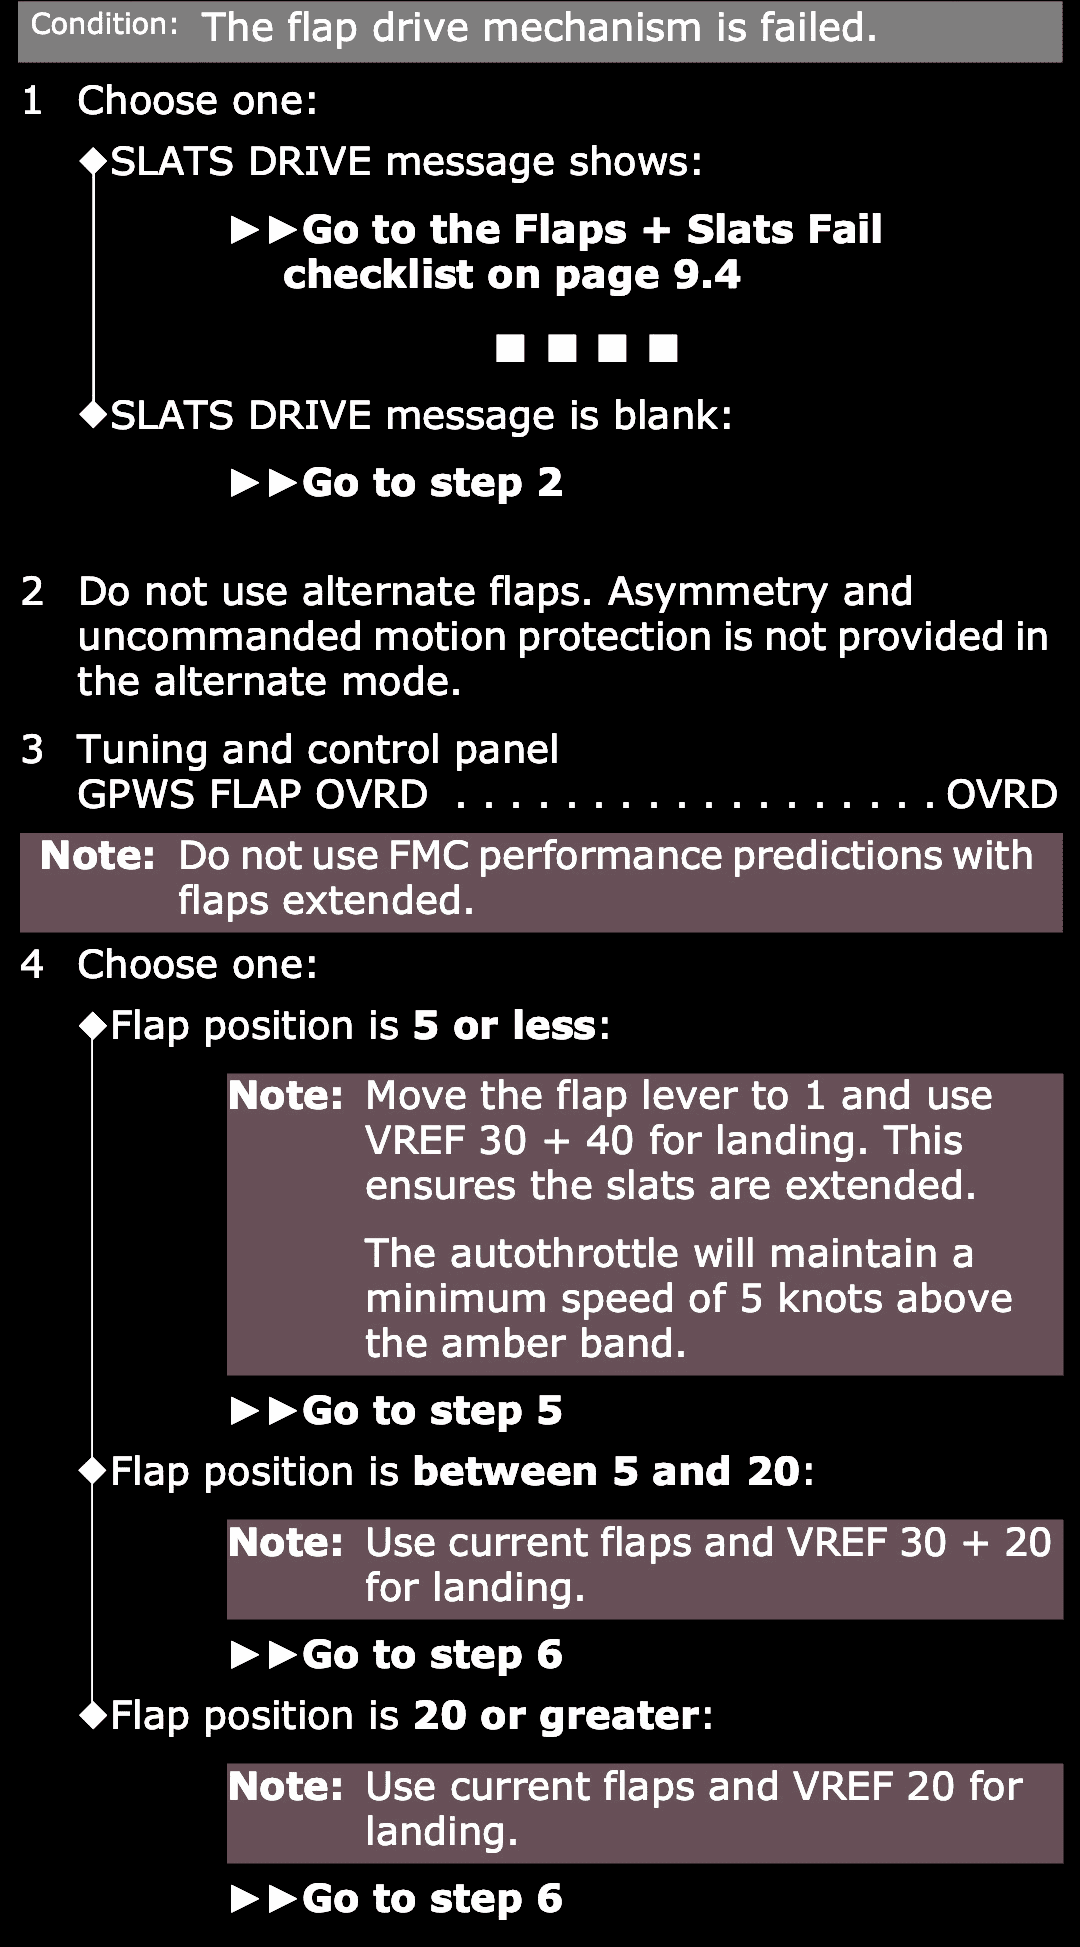 Condition: The flap drive mechanism is failed.
1 Choose one:
◆SLATS DRIVE message shows:
►►Go to the Flaps + Slats Fail
checklist on page 9.4
■ ■ ■ ■
◆SLATS DRIVE message is blank:
►►Go to step 2
2 Do not use alternate flaps. Asymmetry and
uncommanded motion protection is not provided in
the alternate mode.
3 Tuning and control panel
GPWS FLAP OVRD . . . . . . . . . . . . . . . . . . OVRD
Note: Do not use FMC performance predictions with
flaps extended.
4 Choose one:
◆Flap position is 5 or less:
Note: Move the flap lever to 1 and use
VREF 30 + 40 for landing. This
ensures the slats are extended.
The autothrottle will maintain a
minimum speed of 5 knots above
the amber band.
►►Go to step 5
◆Flap position is between 5 and 20:
Note: Use current flaps and VREF 30 + 20
for landing.
►►Go to step 6
◆Flap position is 20 or greater:
Note: Use current flaps and VREF 20 for
landing.
►►Go to step 6